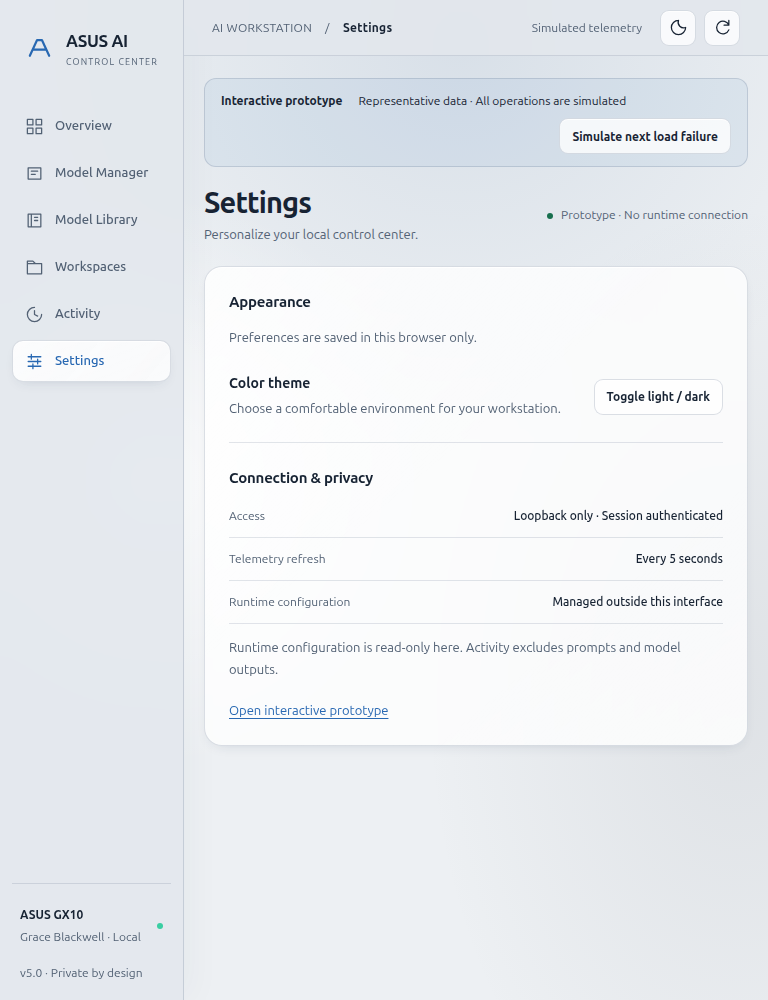 ASUS AI
CONTROL CENTER
Overview
Model Manager
Model Library
Workspaces
Activity
Settings
ASUS GX10
Grace Blackwell · Local
v5.0 · Private by design
AI WORKSTATION / Settings
Simulated telemetry
Interactive prototype Representative data · All operations are simulated
Simulate next load failure
Settings
Personalize your local control center.
Prototype · No runtime connection
Appearance
Preferences are saved in this browser only.
Color theme
Choose a comfortable environment for your workstation.
Toggle light / dark
Connection & privacy
Access Loopback only · Session authenticated
Telemetry refresh Every 5 seconds
Runtime configuration Managed outside this interface
Runtime configuration is read-only here. Activity excludes prompts and model
outputs.
Open interactive prototype